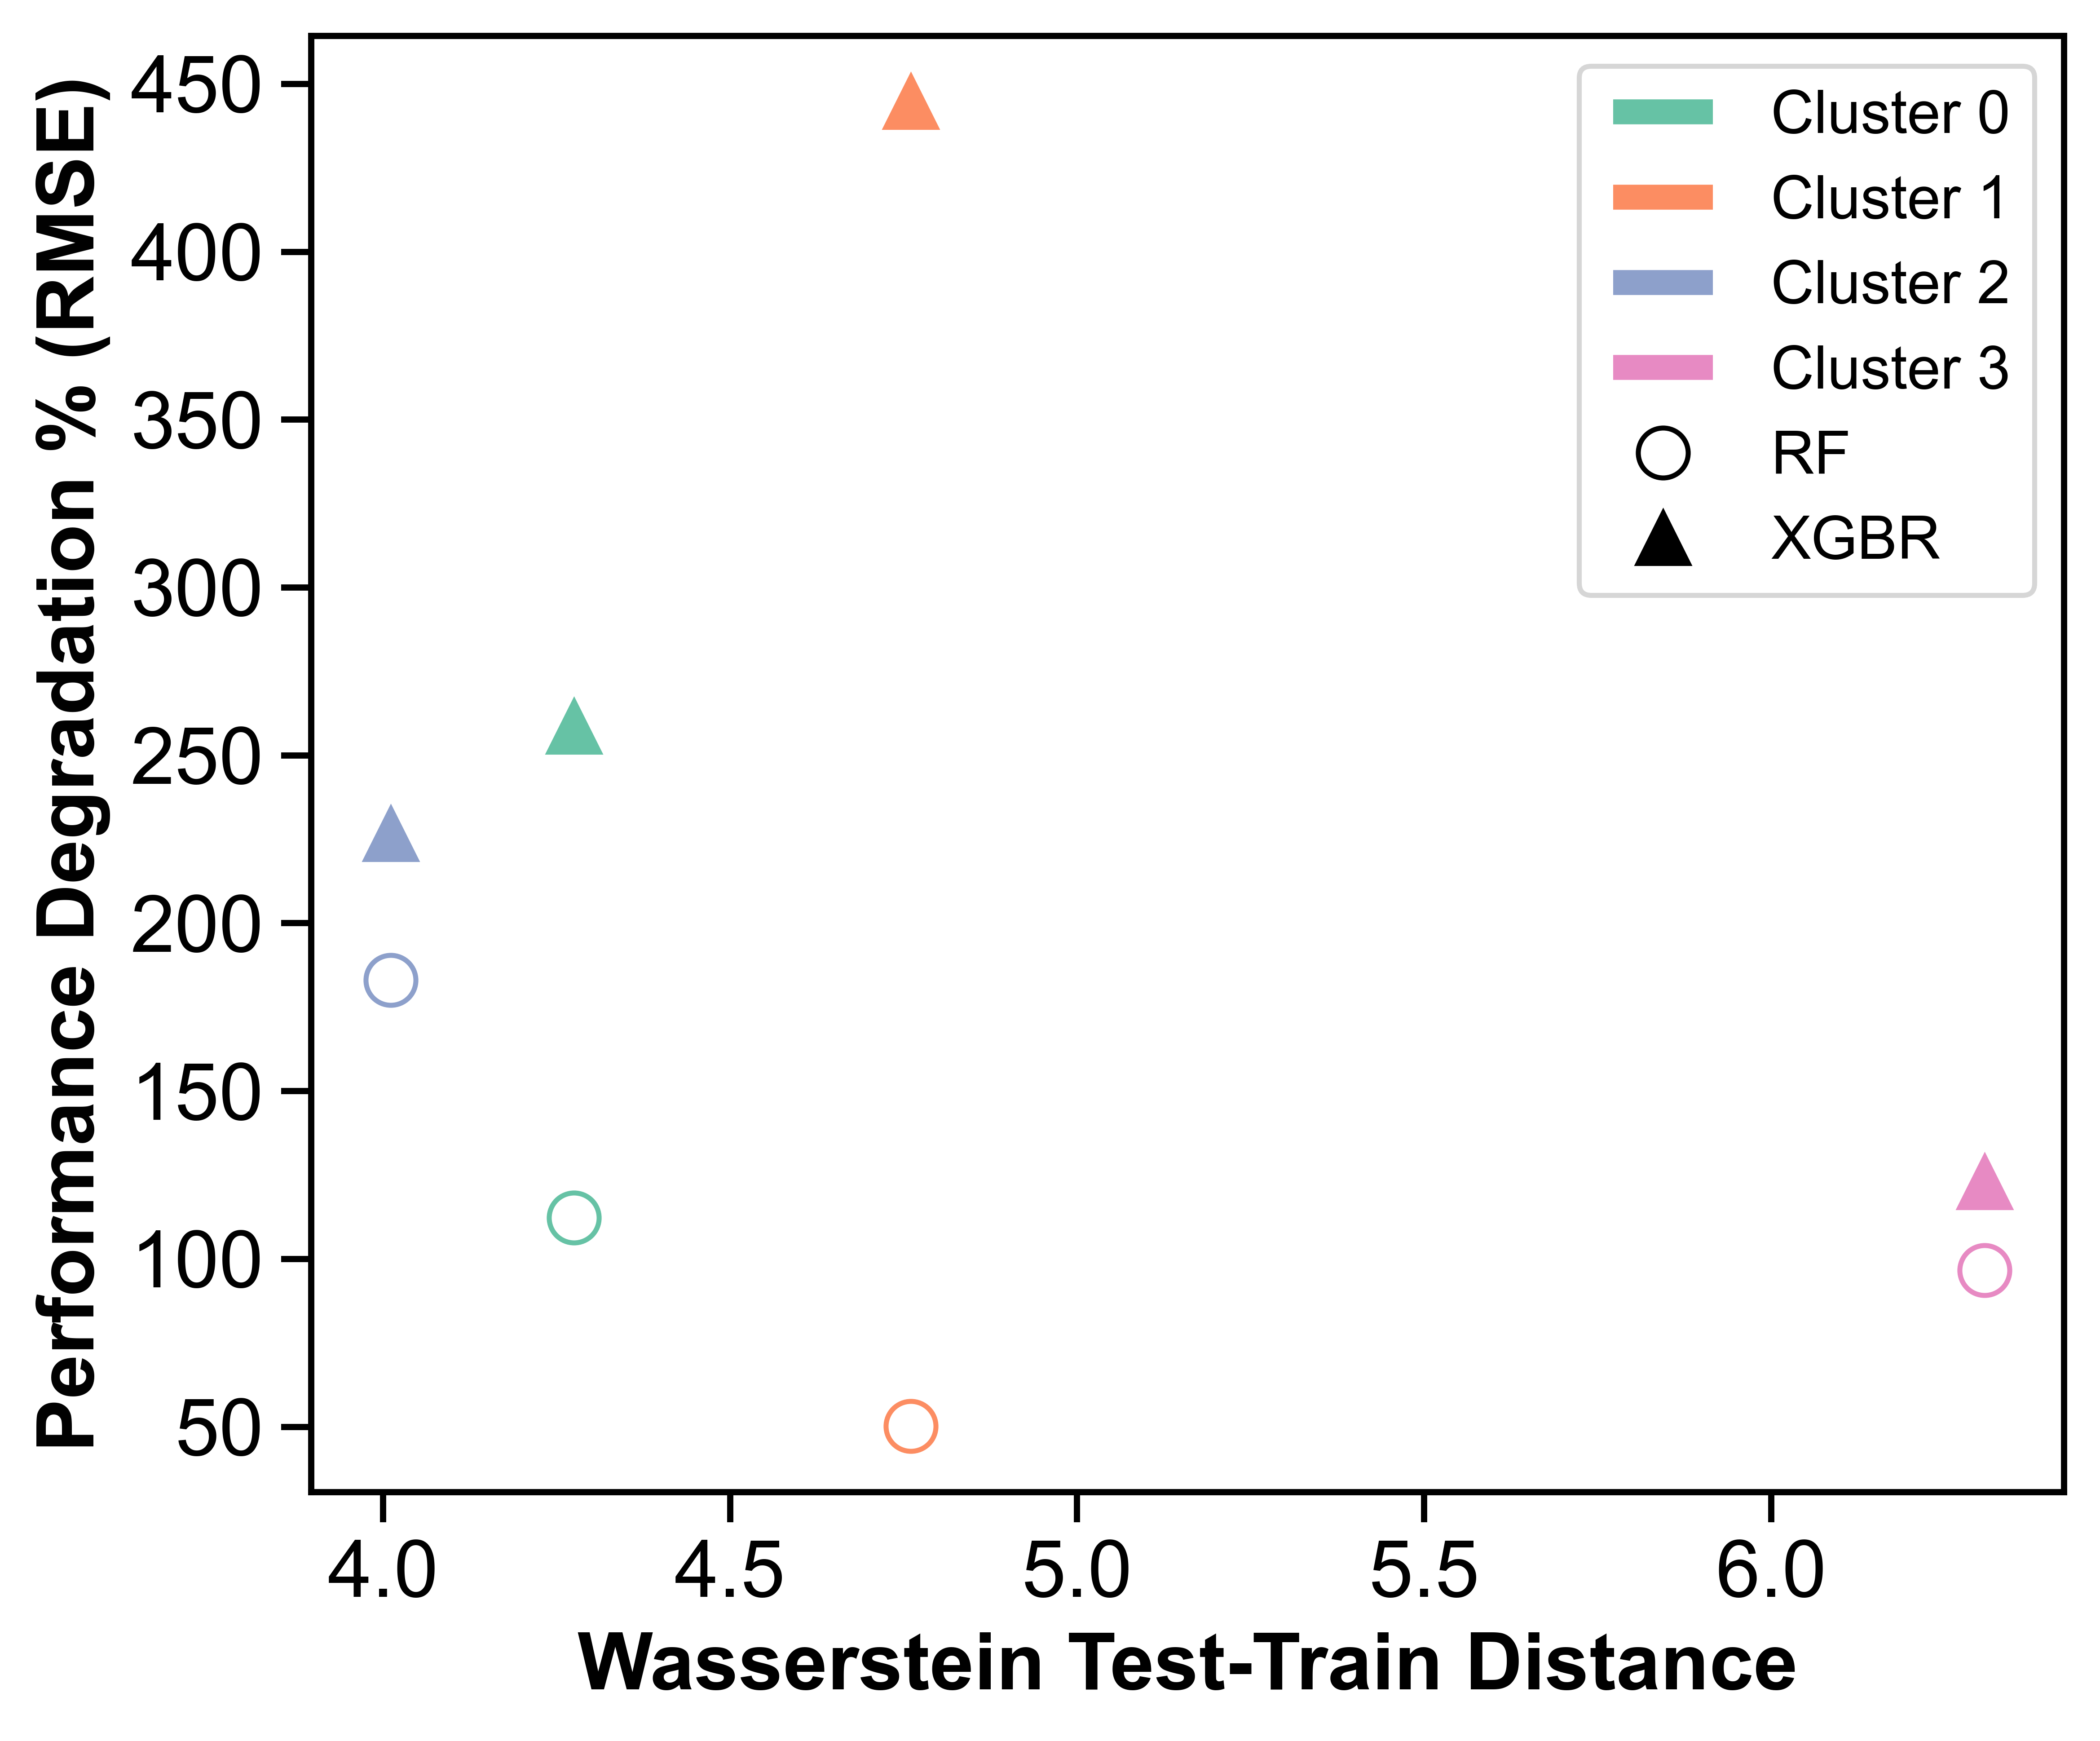 Performance Degradation % (RMSE)
450
400
350
300
250
200
150
100
50
Cluster 0
Cluster 1
Cluster 2
Cluster 3
RF
XGBR
4.0 4.5 5.0 5.5 6.0
Wasserstein Test-Train Distance